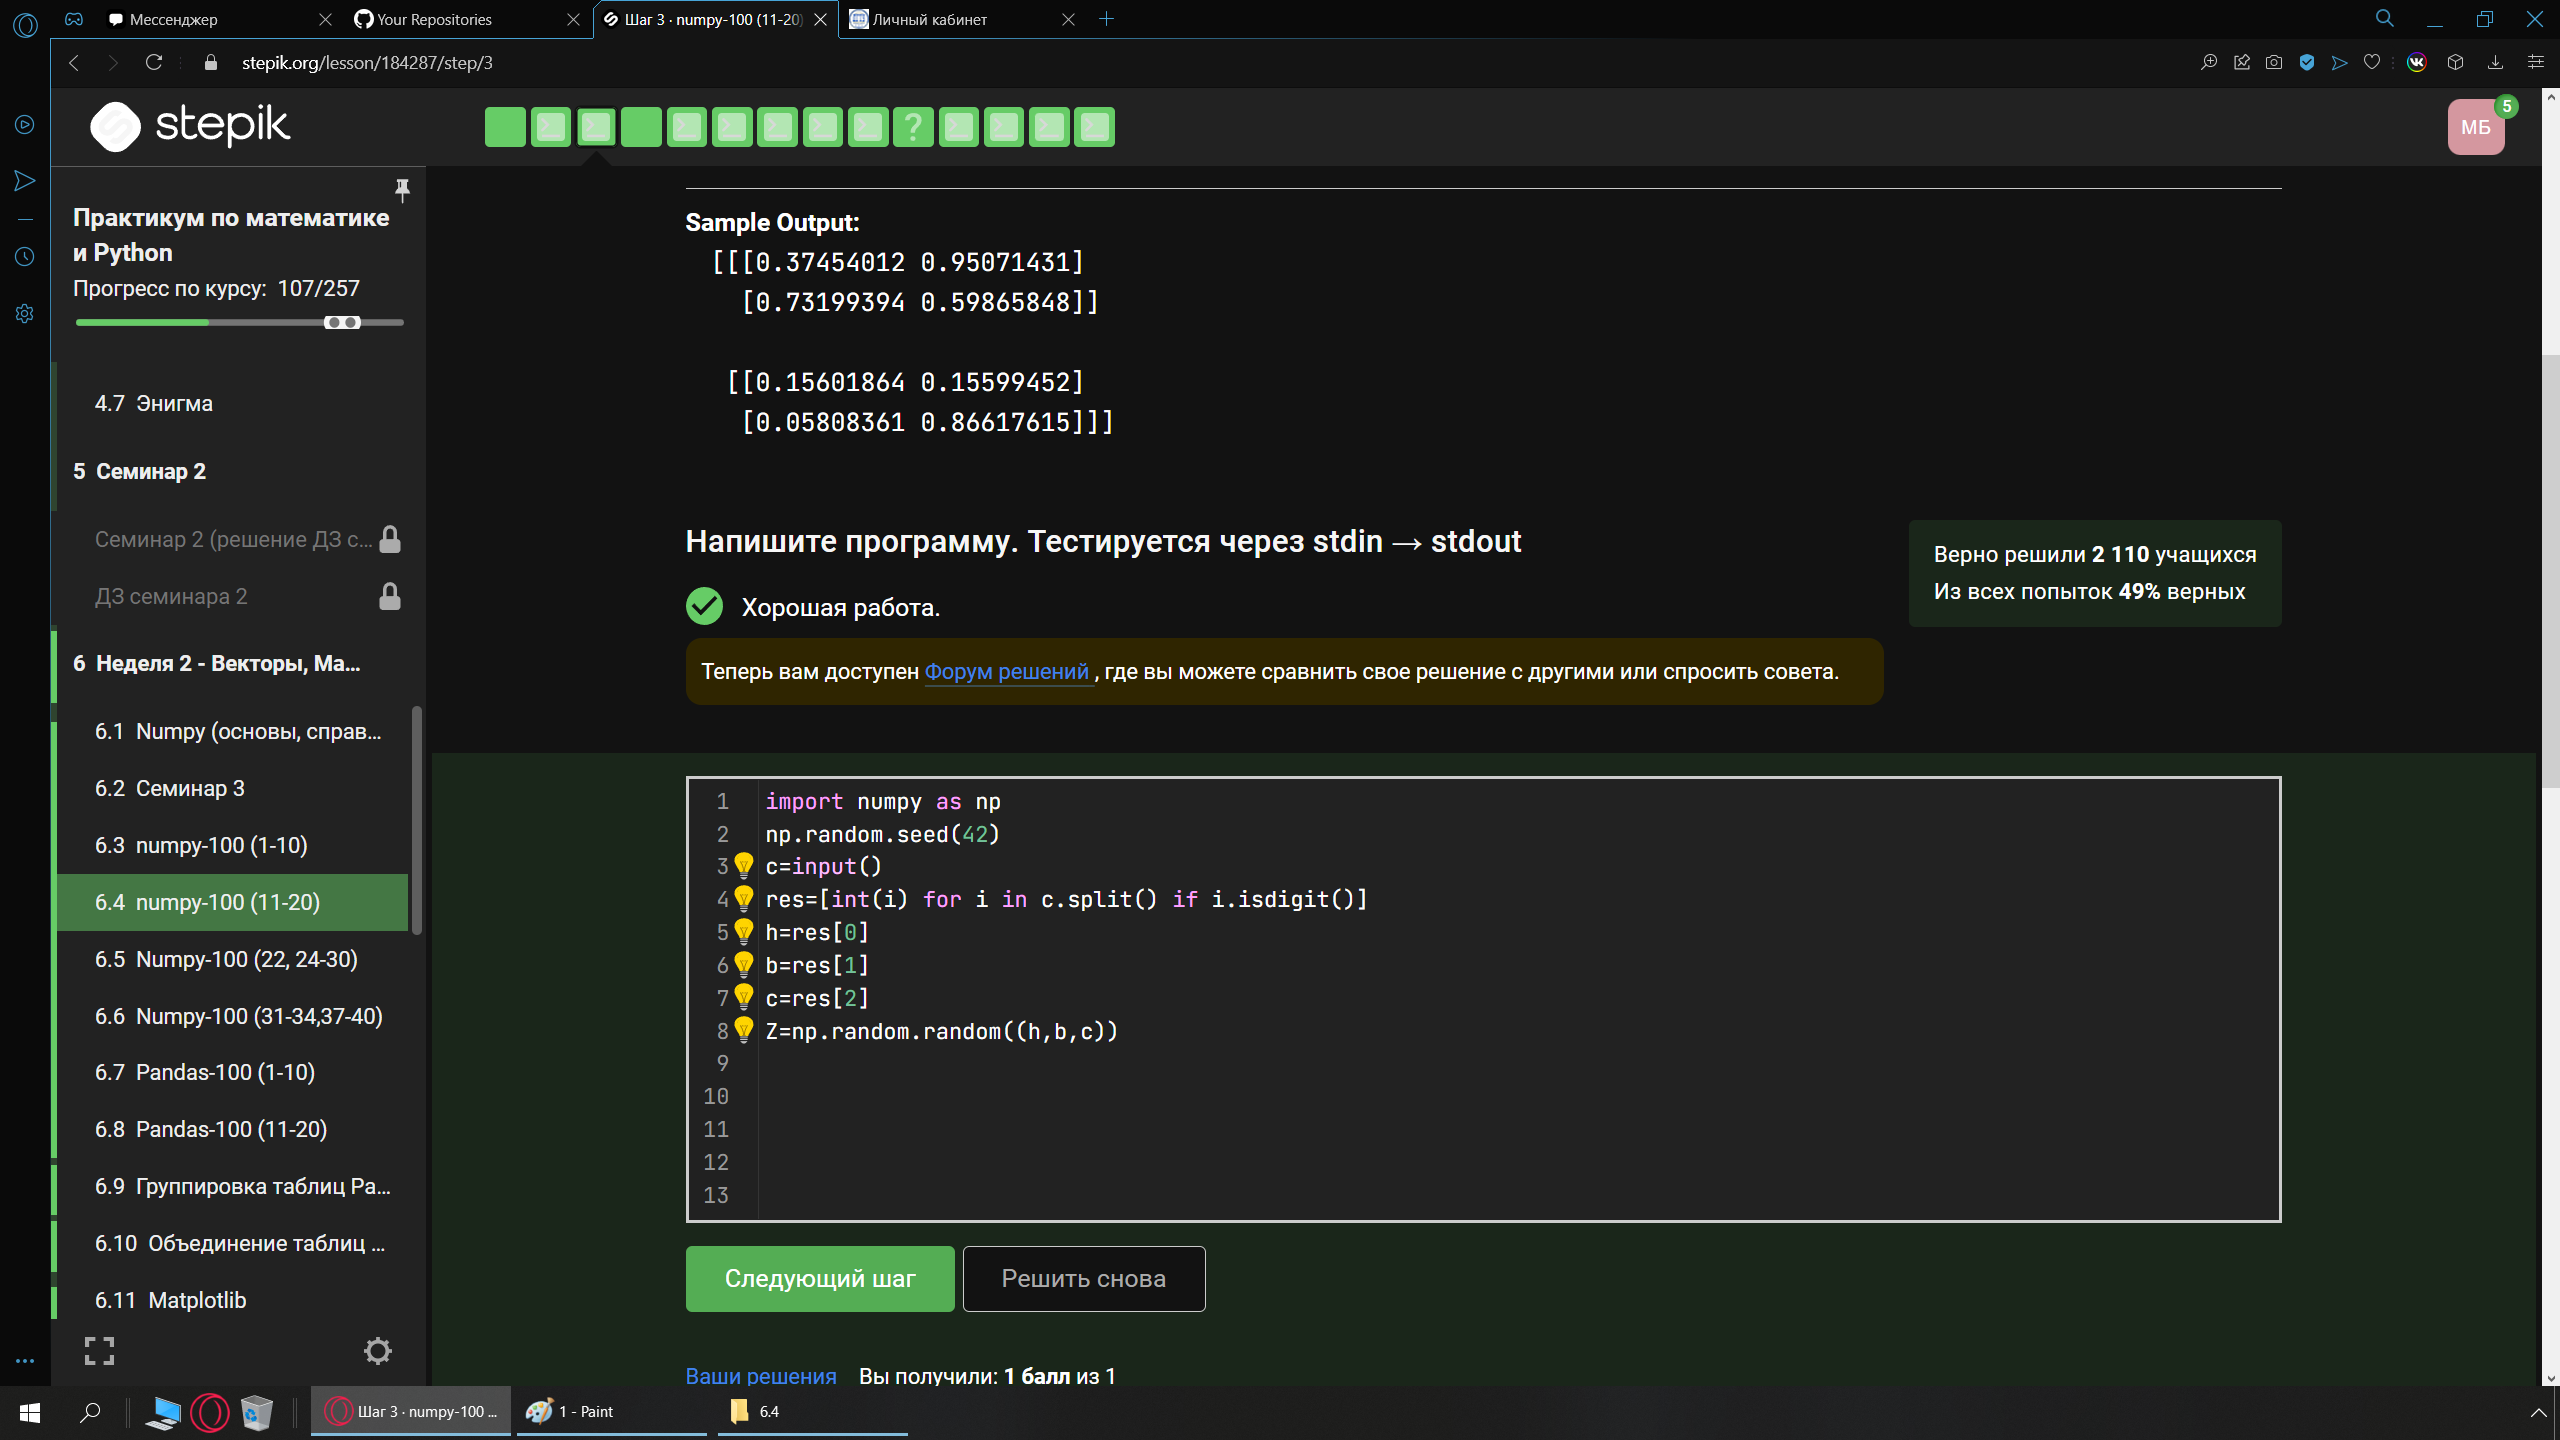 Мессенджер
Your Repositories
Шаг 3 · numpy-100 (11-20)
Личный кабинет
stepik.org/lesson/184287/step/3
stepik
?
МБ
5
Практикум по математике
и Python
Прогресс по курсу: 107/257
4.7 Энигма
5 Семинар 2
Семинар 2 (решение ДЗ с...
ДЗ семинара 2
6 Неделя 2 - Векторы, Ма...
6.1 Numpy (основы, справ...
6.2 Семинар 3
6.3 numpy-100 (1-10)
6.4 numpy-100 (11-20)
6.5 Numpy-100 (22, 24-30)
6.6 Numpy-100 (31-34,37-40)
6.7 Pandas-100 (1-10)
6.8 Pandas-100 (11-20)
6.9 Группировка таблиц Pa...
6.10 Объединение таблиц ...
6.11 Matplotlib
Sample Output:
[[[0.37454012 0.95071431]
[0.73199394 0.59865848]]
[[0.15601864 0.15599452]
[0.05808361 0.86617615]]]
Напишите программу. Тестируется через stdin → stdout
Хорошая работа.
Верно решили 2 110 учащихся
Из всех попыток 49% верных
Теперь вам доступен Форум решений , где вы можете сравнить свое решение с другими или спросить совета.
1 import numpy as np
2 np.random.seed(42)
3 c=input()
4 res=[int(i) for i in c.split() if i.isdigit()]
5 h=res[0]
6 b=res[1]
7 c=res[2]
8 Z=np.random.random((h,b,c))
9
10
11
12
13
Следующий шаг
Решить снова
Ваши решения Вы получили: 1 балл из 1
Шаг 3 · numpy-100 ...
1 - Paint
6.4